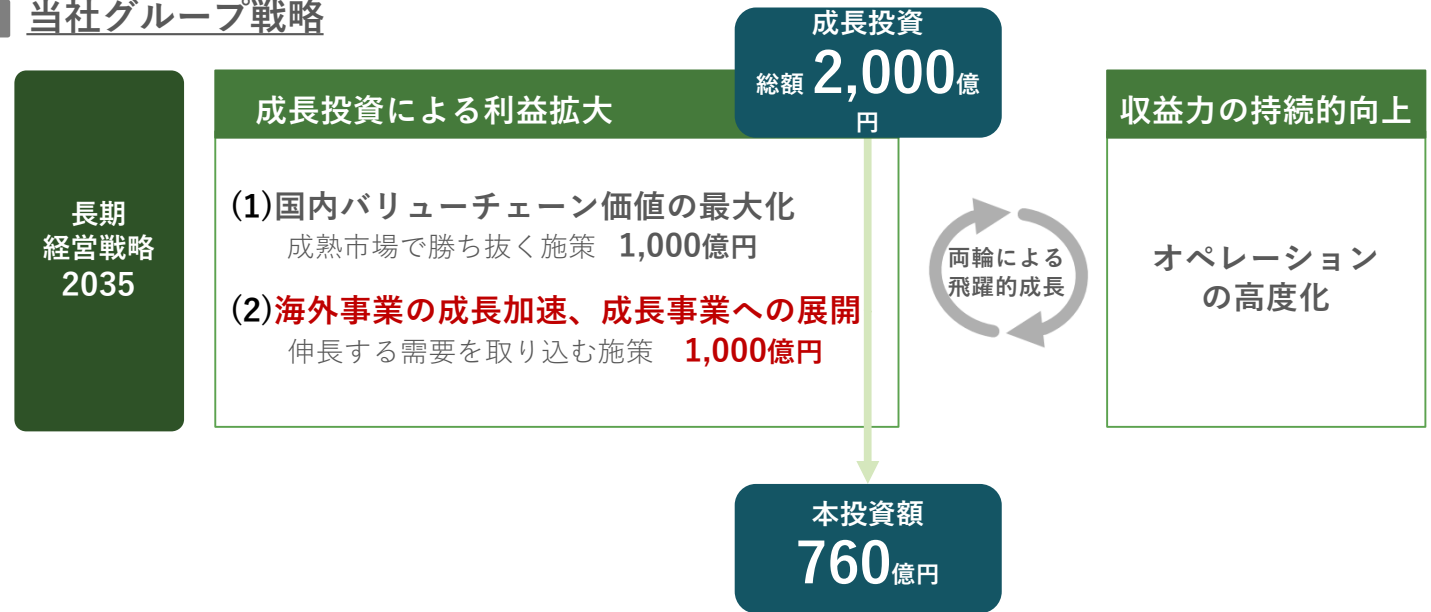 当社グループ戦略
成長投資
総額 2,000億
円
成長投資による利益拡大
収益力の持続的向上
長期
経営戦略
2035
(1)国内バリューチェーン価値の最大化
成熟市場で勝ち抜く施策 1,000億円
(2)海外事業の成長加速、成長事業への展開
伸長する需要を取り込む施策 1,000億円
両輪による
飛躍的成長
オペレーション
の高度化
本投資額
760億円